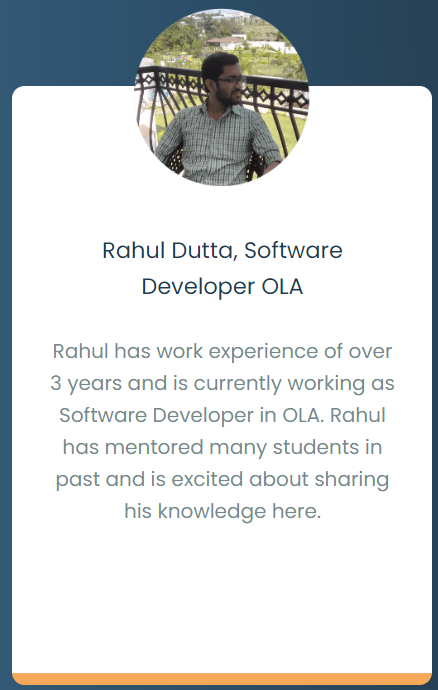 Rahul Dutta, Software
Developer OLA
Rahul has work experience of over
3 years and is currently working as
Software Developer in OLA. Rahul
has mentored many students in
past and is excited about sharing
his knowledge here.